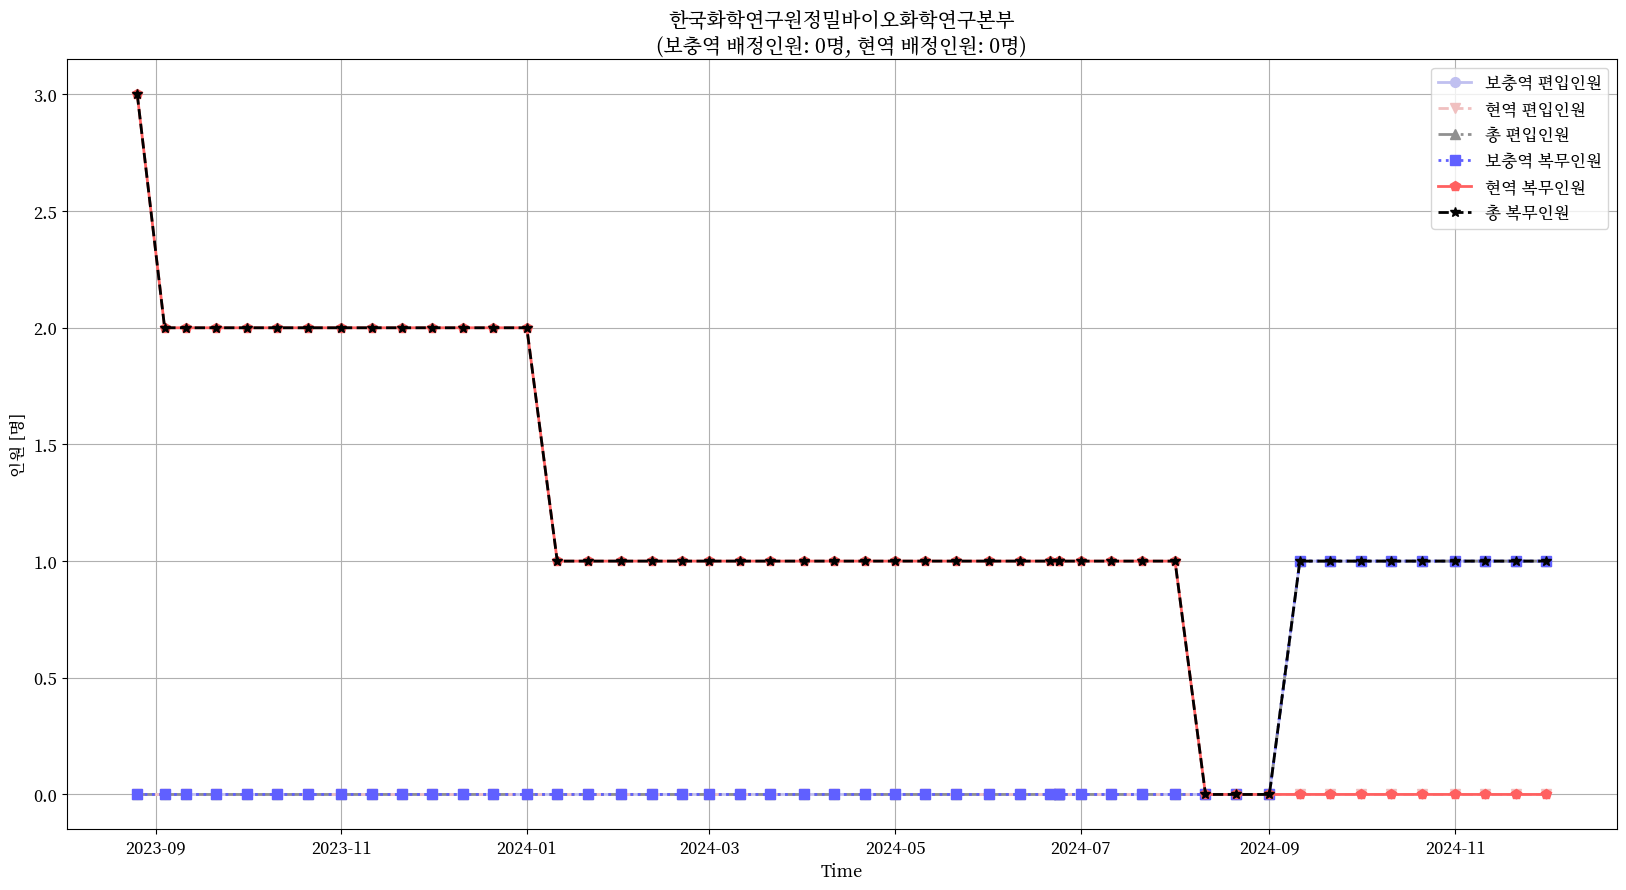 한국화학연구원정밀바이오화학연구본부
(보충역 배정인원: 0명, 현역 배정인원: 0명)
보충역 편입인원
현역 편입인원
총 편입인원
보충역 복무인원
현역 복무인원
총 복무인원
인원 [명]
3.0
2.5
2.0
1.5
1.0
0.5
0.0
2023-09 2023-11 2024-01 2024-03 2024-05 2024-07 2024-09 2024-11
Time